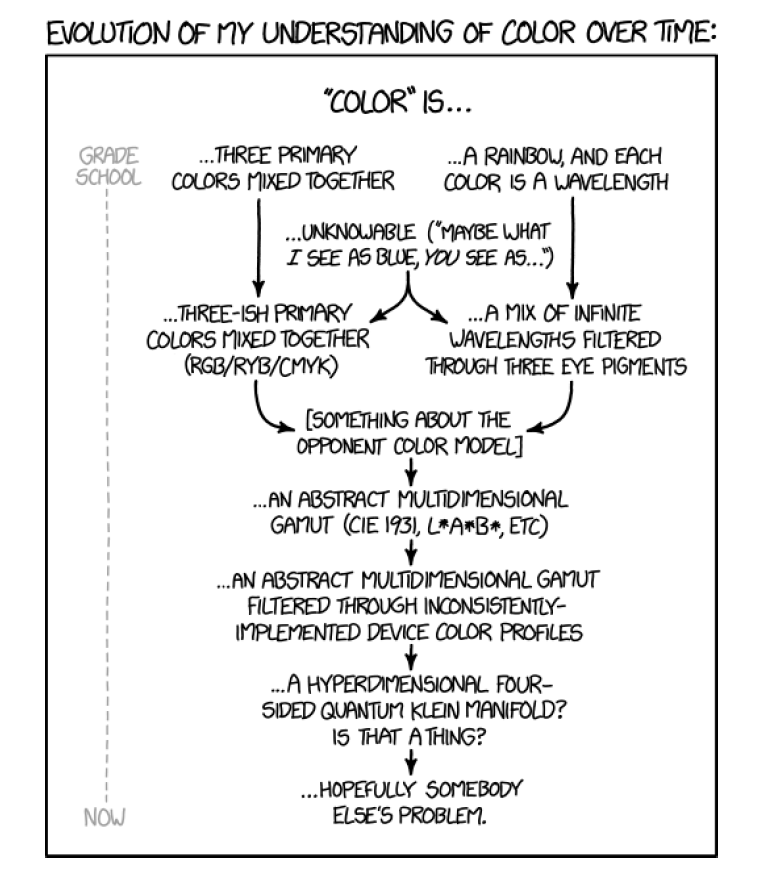 EVOLUTION OF MY UNDERSTANDING OF COLOR OVER TIME:
"COLOR" IS...
GRADE
SCHOOL
...THREE PRIMARY
COLORS MIXED TOGETHER
...A RAINBOW, AND EACH
COLOR IS A WAVELENGTH
...UNKNOWABLE ("MAYBE WHAT
I SEE AS BLUE, YOU SEE AS...")
...THREE-ISH PRIMARY
COLORS MIXED TOGETHER
(RGB/RYB/CMYK)
...A MIX OF INFINITE
WAVELENGTHS FILTERED
THROUGH THREE EYE PIGMENTS
[SOMETHING ABOUT THE
OPPONENT COLOR MODEL]
...AN ABSTRACT MULTIDIMENSIONAL
GAMUT (CIE 1931, L*A*B*, ETC)
...AN ABSTRACT MULTIDIMENSIONAL GAMUT
FILTERED THROUGH INCONSISTENTLY-
IMPLEMENTED DEVICE COLOR PROFILES
...A HYPERDIMENSIONAL FOUR-
SIDED QUANTUM KLEIN MANIFOLD?
IS THAT A THING?
...HOPEFULLY SOMEBODY
ELSE'S PROBLEM.
NOW